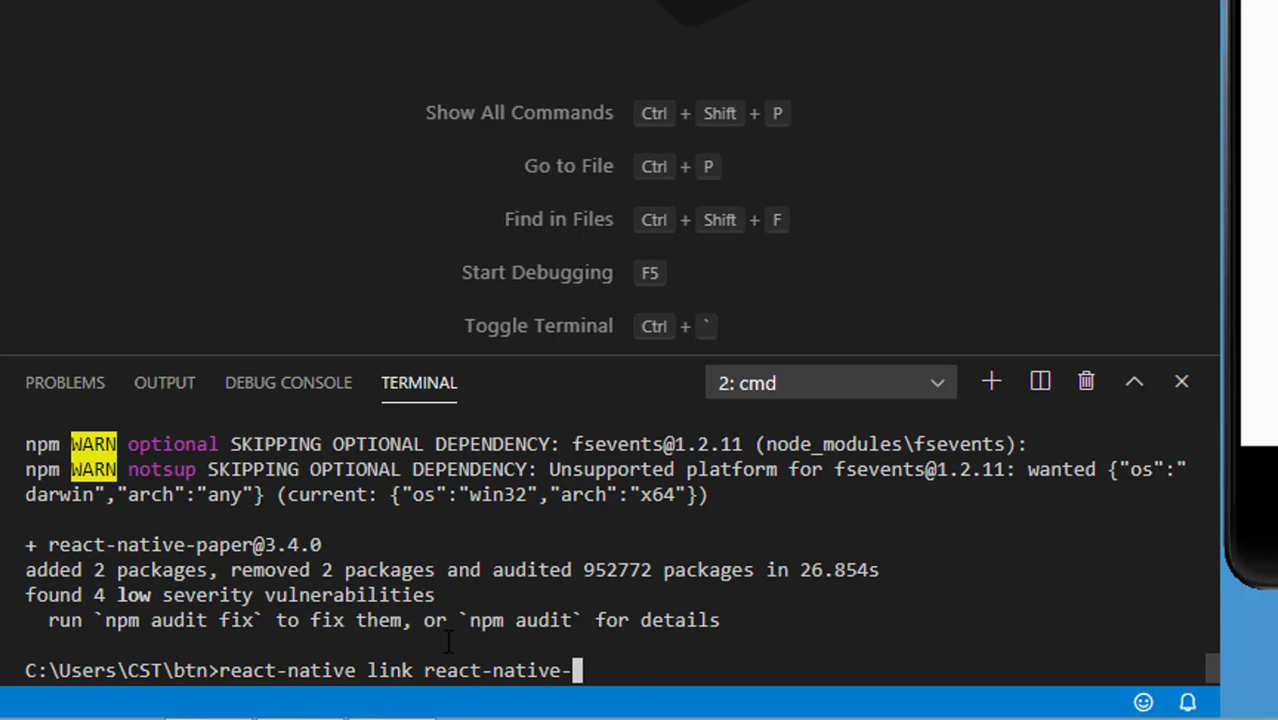 Show All Commands Ctrl + Shift + P
Go to File Ctrl + P
Find in Files Ctrl + Shift + F
Start Debugging F5
Toggle Terminal Ctrl + `
PROBLEMS OUTPUT DEBUG CONSOLE TERMINAL 2: cmd
npm WARN optional SKIPPING OPTIONAL DEPENDENCY: fsevents@1.2.11 (node_modules\fsevents):
npm WARN notsup SKIPPING OPTIONAL DEPENDENCY: Unsupported platform for fsevents@1.2.11: wanted {"os":"
darwin","arch":"any"} (current: {"os":"win32","arch":"x64"})
+ react-native-paper@3.4.0
added 2 packages, removed 2 packages and audited 952772 packages in 26.854s
found 4 low severity vulnerabilities
run `npm audit fix` to fix them, or `npm audit` for details
C:\Users\CST\btn>react-native link react-native-